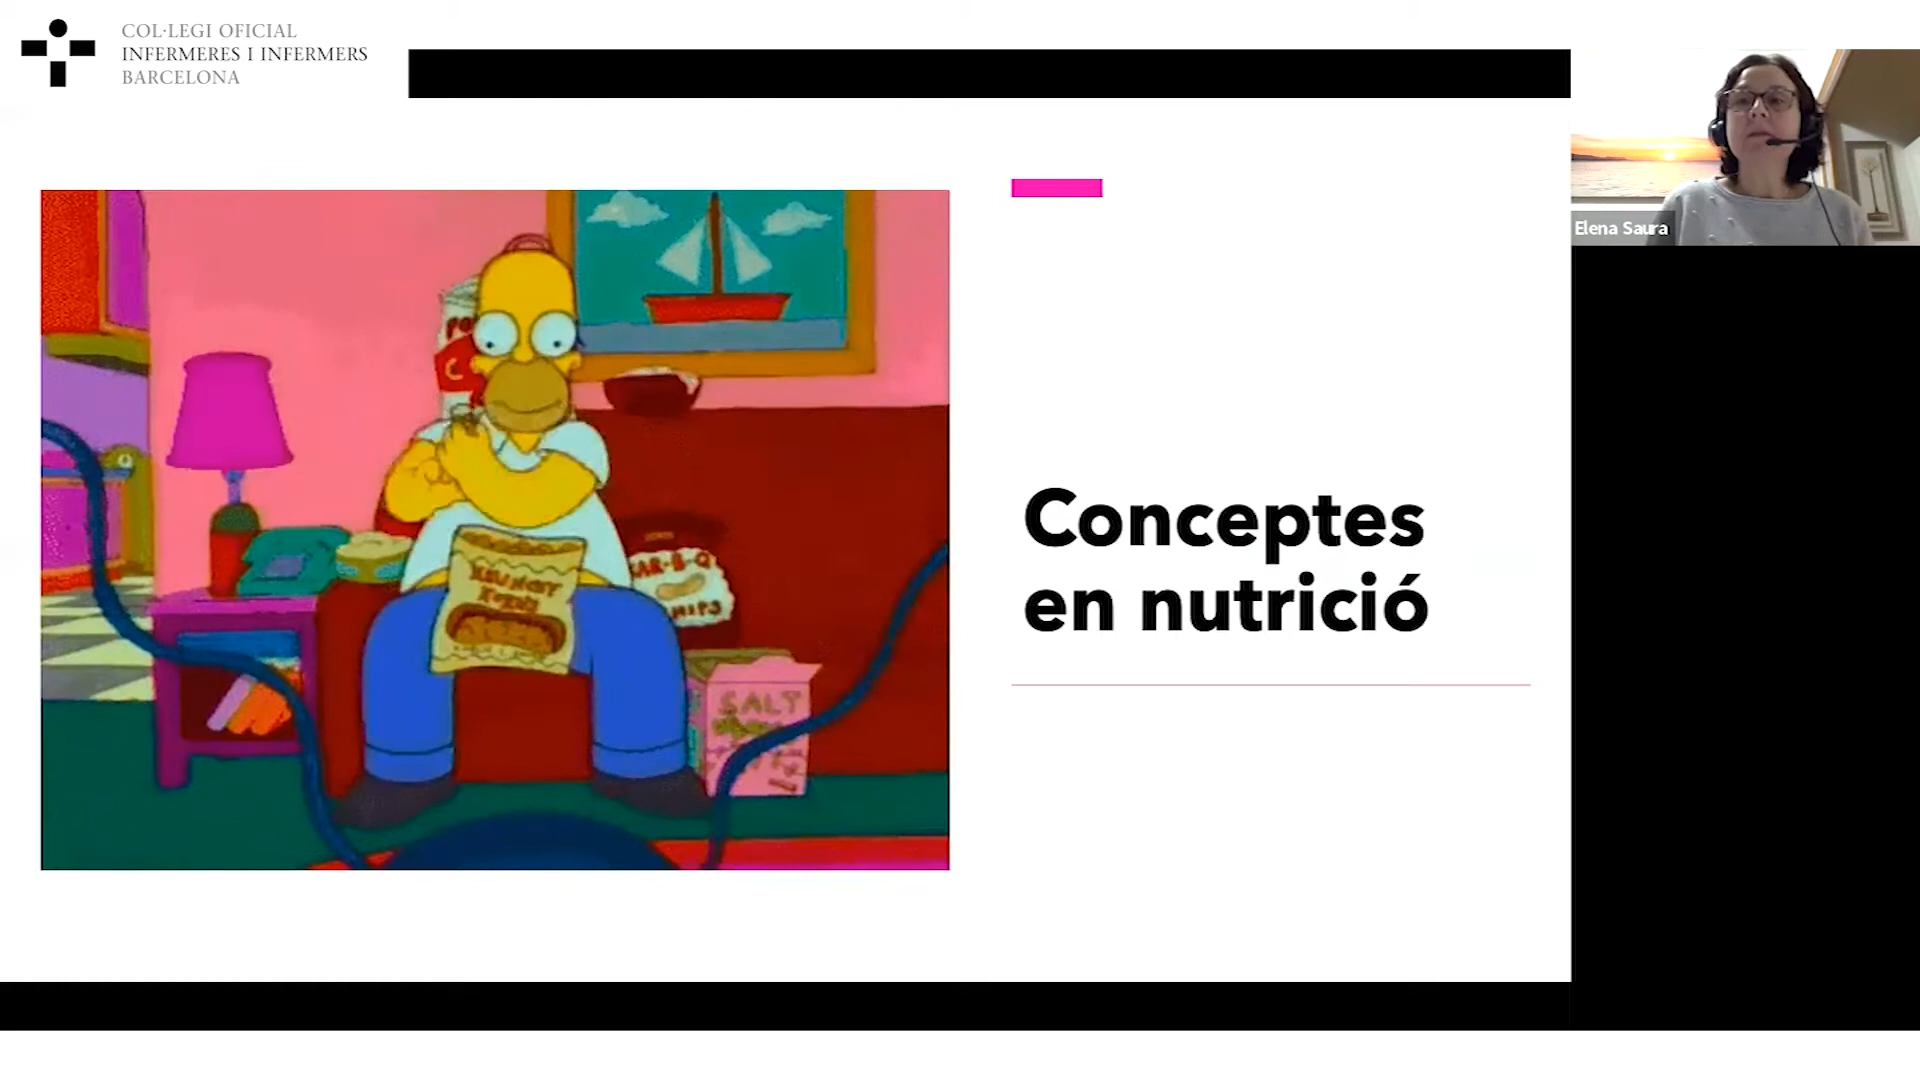 COL·LEGI OFICIAL
INFERMERES I INFERMERS
BARCELONA
Elena Saura
Conceptes
en nutrició
SALT